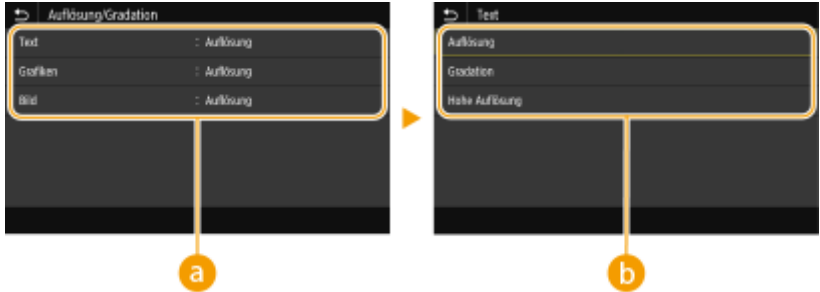 Auflösung/Gradation
Text : Auflösung
Grafiken : Auflösung
Bild : Auflösung
a
Text
Auflösung
Gradation
Hohe Auflösung
b